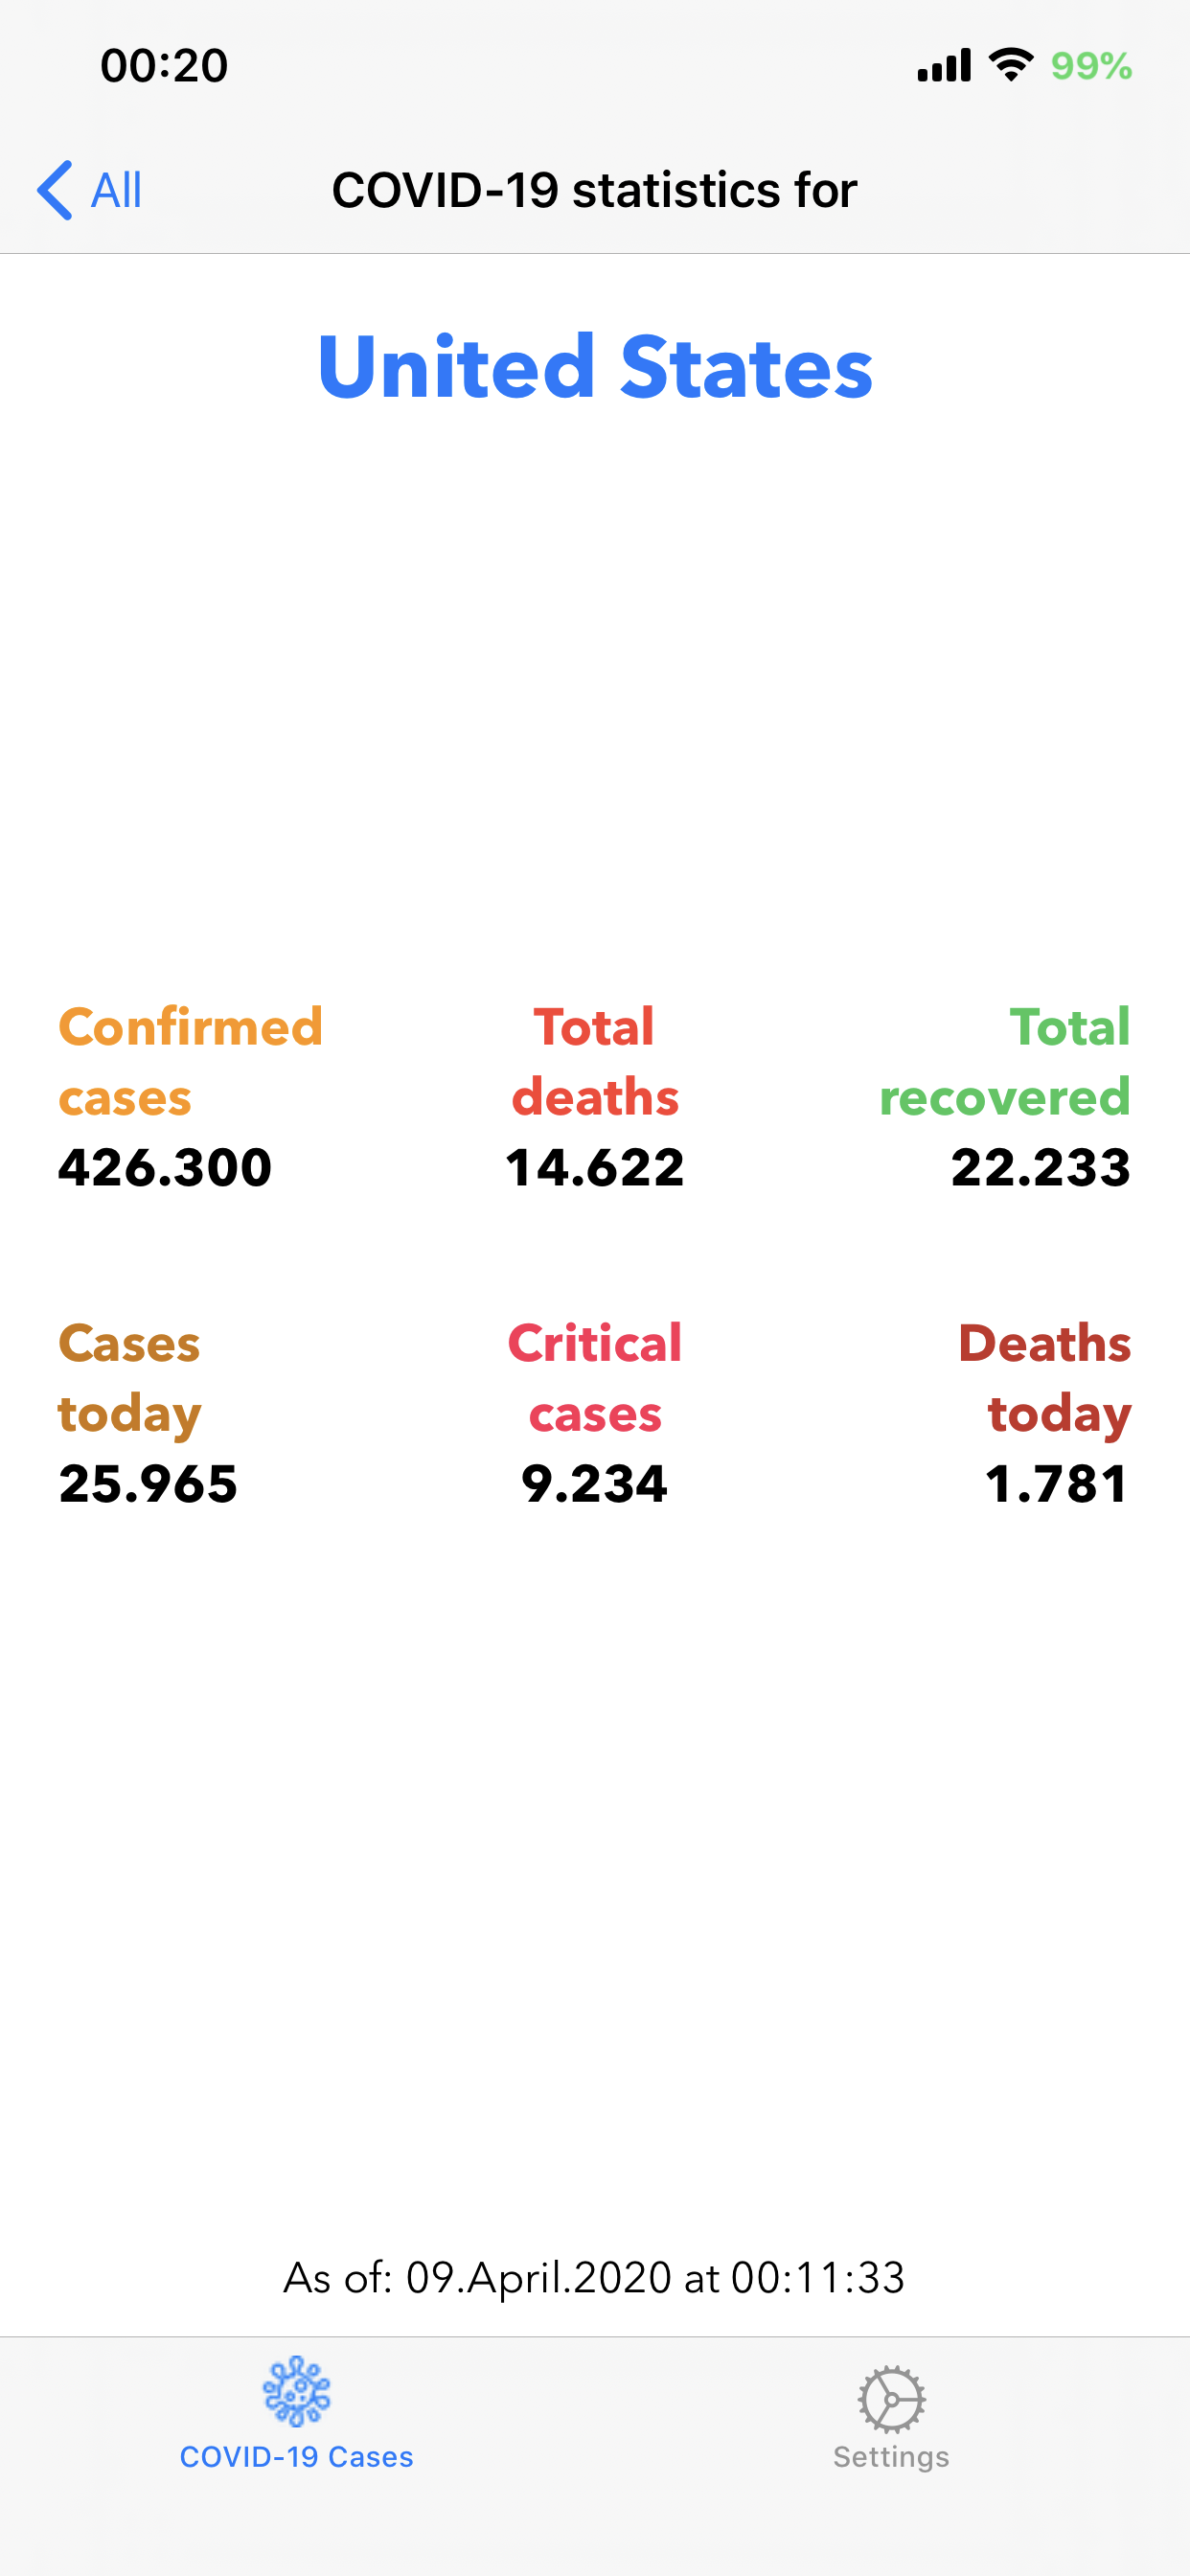 00:20 99%
All COVID-19 statistics for
United States
Confirmed
cases
426.300
Total
deaths
14.622
Total
recovered
22.233
Cases
today
25.965
Critical
cases
9.234
Deaths
today
1.781
As of: 09.April.2020 at 00:11:33
COVID-19 Cases
Settings